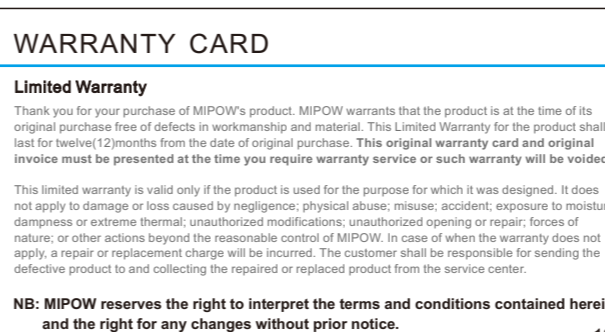 WARRANTY CARD
Limited Warranty
Thank you for your purchase of MIPOW's product. MIPOW warrants that the product is at the time of its
original purchase free of defects in workmanship and material. This Limited Warranty for the product shall
last for twelve(12)months from the date of original purchase. This original warranty card and original
invoice must be presented at the time you require warranty service or such warranty will be voided
This limited warranty is valid only if the product is used for the purpose for which it was designed. It does
not apply to damage or loss caused by negligence; physical abuse; misuse; accident; exposure to moistur
dampness or extreme thermal; unauthorized modifications; unauthorized opening or repair; forces of
nature; or other actions beyond the reasonable control of MIPOW. In case of when the warranty does not
apply, a repair or replacement charge will be incurred. The customer shall be responsible for sending the
defective product to and collecting the repaired or replaced product from the service center.
NB: MIPOW reserves the right to interpret the terms and conditions contained herei
and the right for any changes without prior notice.